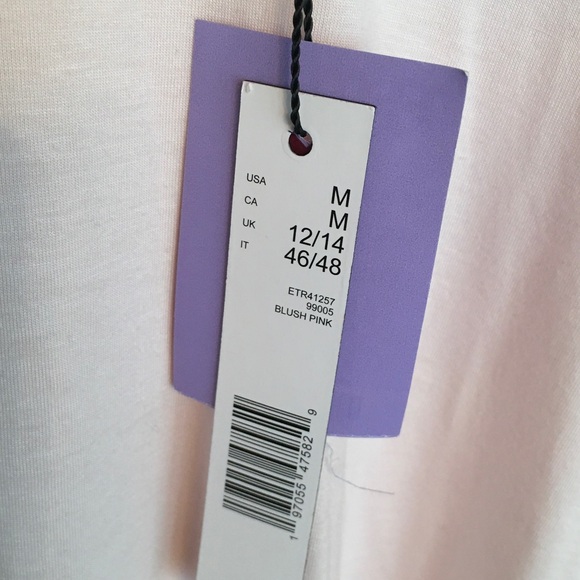 USA M
CA M
UK 12/14
IT 46/48
ETR41257
99005
BLUSH PINK
1 97055 47582 9